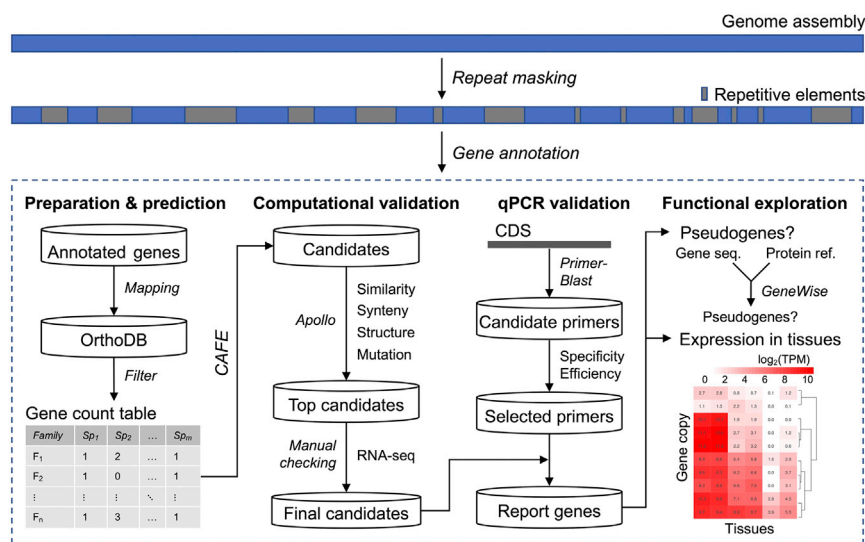 Genome assembly
Repeat masking
Repetitive elements
Gene annotation
Preparation & prediction
Annotated genes
Mapping
OrthoDB
Filter
Gene count table
Family Sp1 Sp2 … Spm
F1 1 2 … 1
F2 1 0 … 1
⋮ ⋮ ⋮ ⋱ ⋮
Fn 1 3 … 1
CAFE
Computational validation
Candidates
Apollo
Similarity
Synteny
Structure
Mutation
Top candidates
Manual
checking
RNA-seq
Final candidates
qPCR validation
CDS
Primer-
Blast
Candidate primers
Specificity
Efficiency
Selected primers
Report genes
Functional exploration
Pseudogenes?
Gene seq. Protein ref.
GeneWise
Pseudogenes?
Expression in tissues
log2(TPM)
0 2 4 6 8 10
Gene copy
Tissues